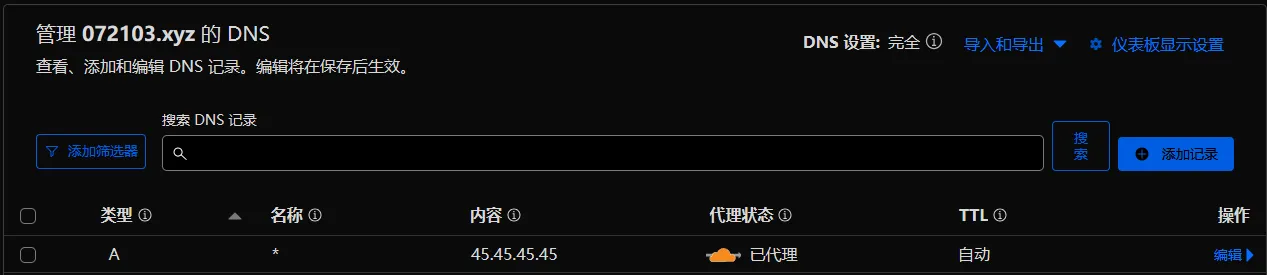 管理 072103.xyz 的 DNS
查看、添加和编辑 DNS 记录。编辑将在保存后生效。
DNS 设置: 完全 导入和导出 仪表板显示设置
搜索 DNS 记录
添加筛选器
搜
索
添加记录
类型 名称 内容 代理状态 TTL 操作
A * 45.45.45.45 已代理 自动 编辑